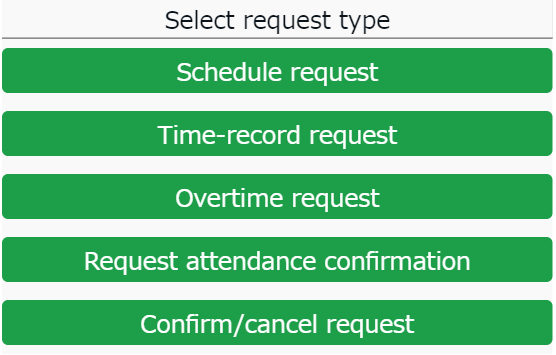 Select request type
Schedule request
Time-record request
Overtime request
Request attendance confirmation
Confirm/cancel request